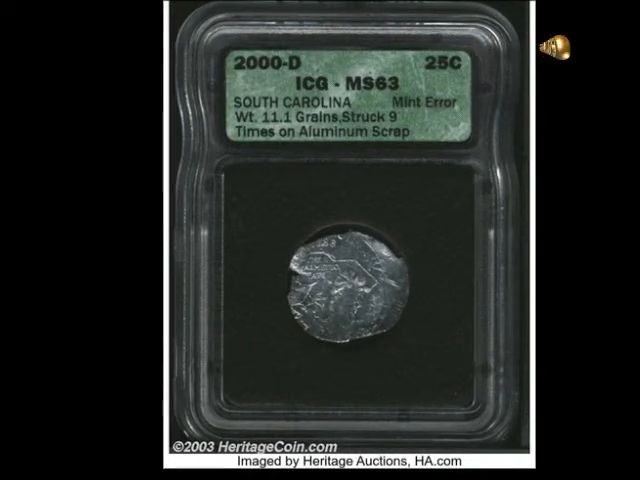 2000-D 25C
ICG - MS63
SOUTH CAROLINA Mint Error
Wt. 11.1 Grains,Struck 9
Times on Aluminum Scrap
©2003 HeritageCoin.com
Imaged by Heritage Auctions, HA.com